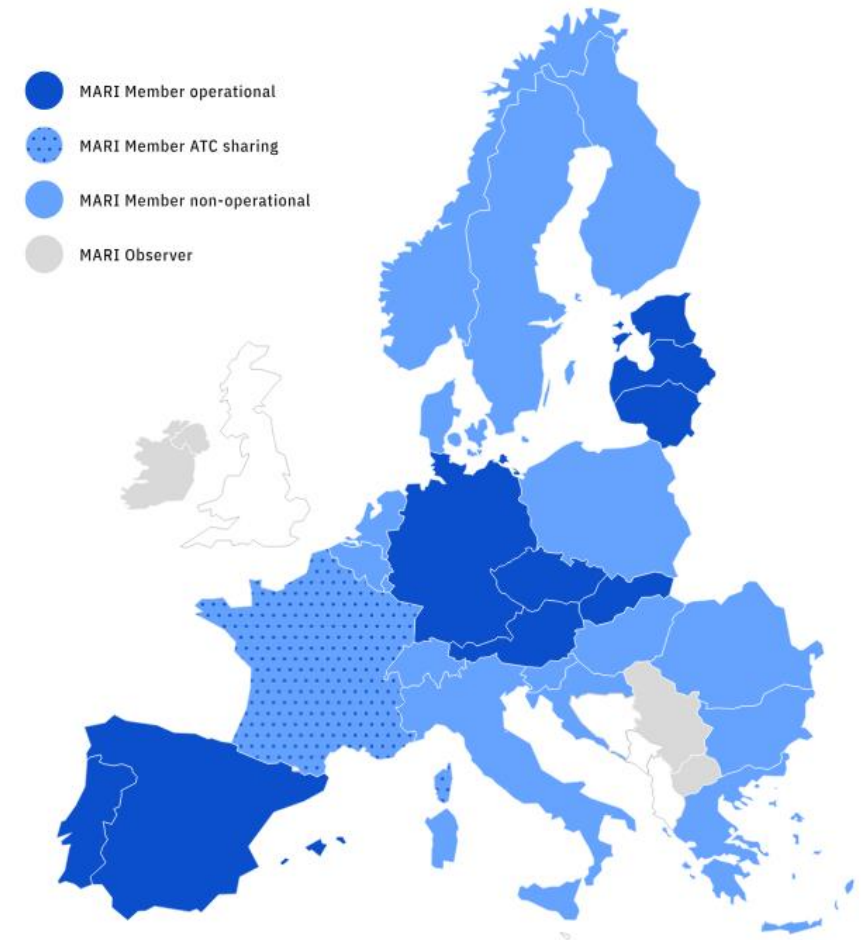 MARI Member operational
MARI Member ATC sharing
MARI Member non-operational
MARI Observer